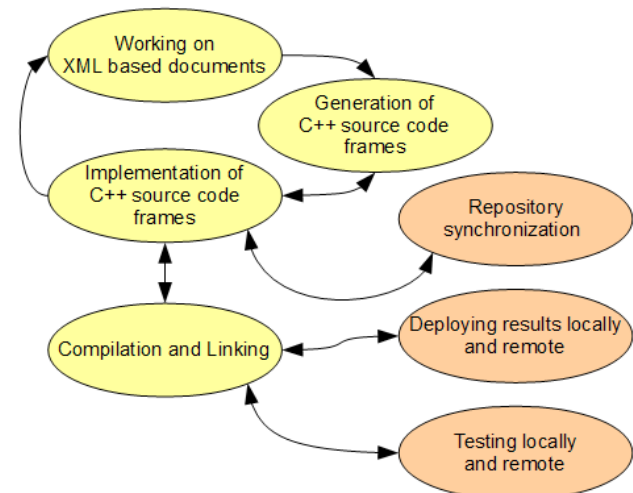 Working on
XML based documents
Generation of
C++ source code
frames
Implementation of
C++ source code
frames
Repository
synchronization
Compilation and Linking
Deploying results locally
and remote
Testing locally
and remote